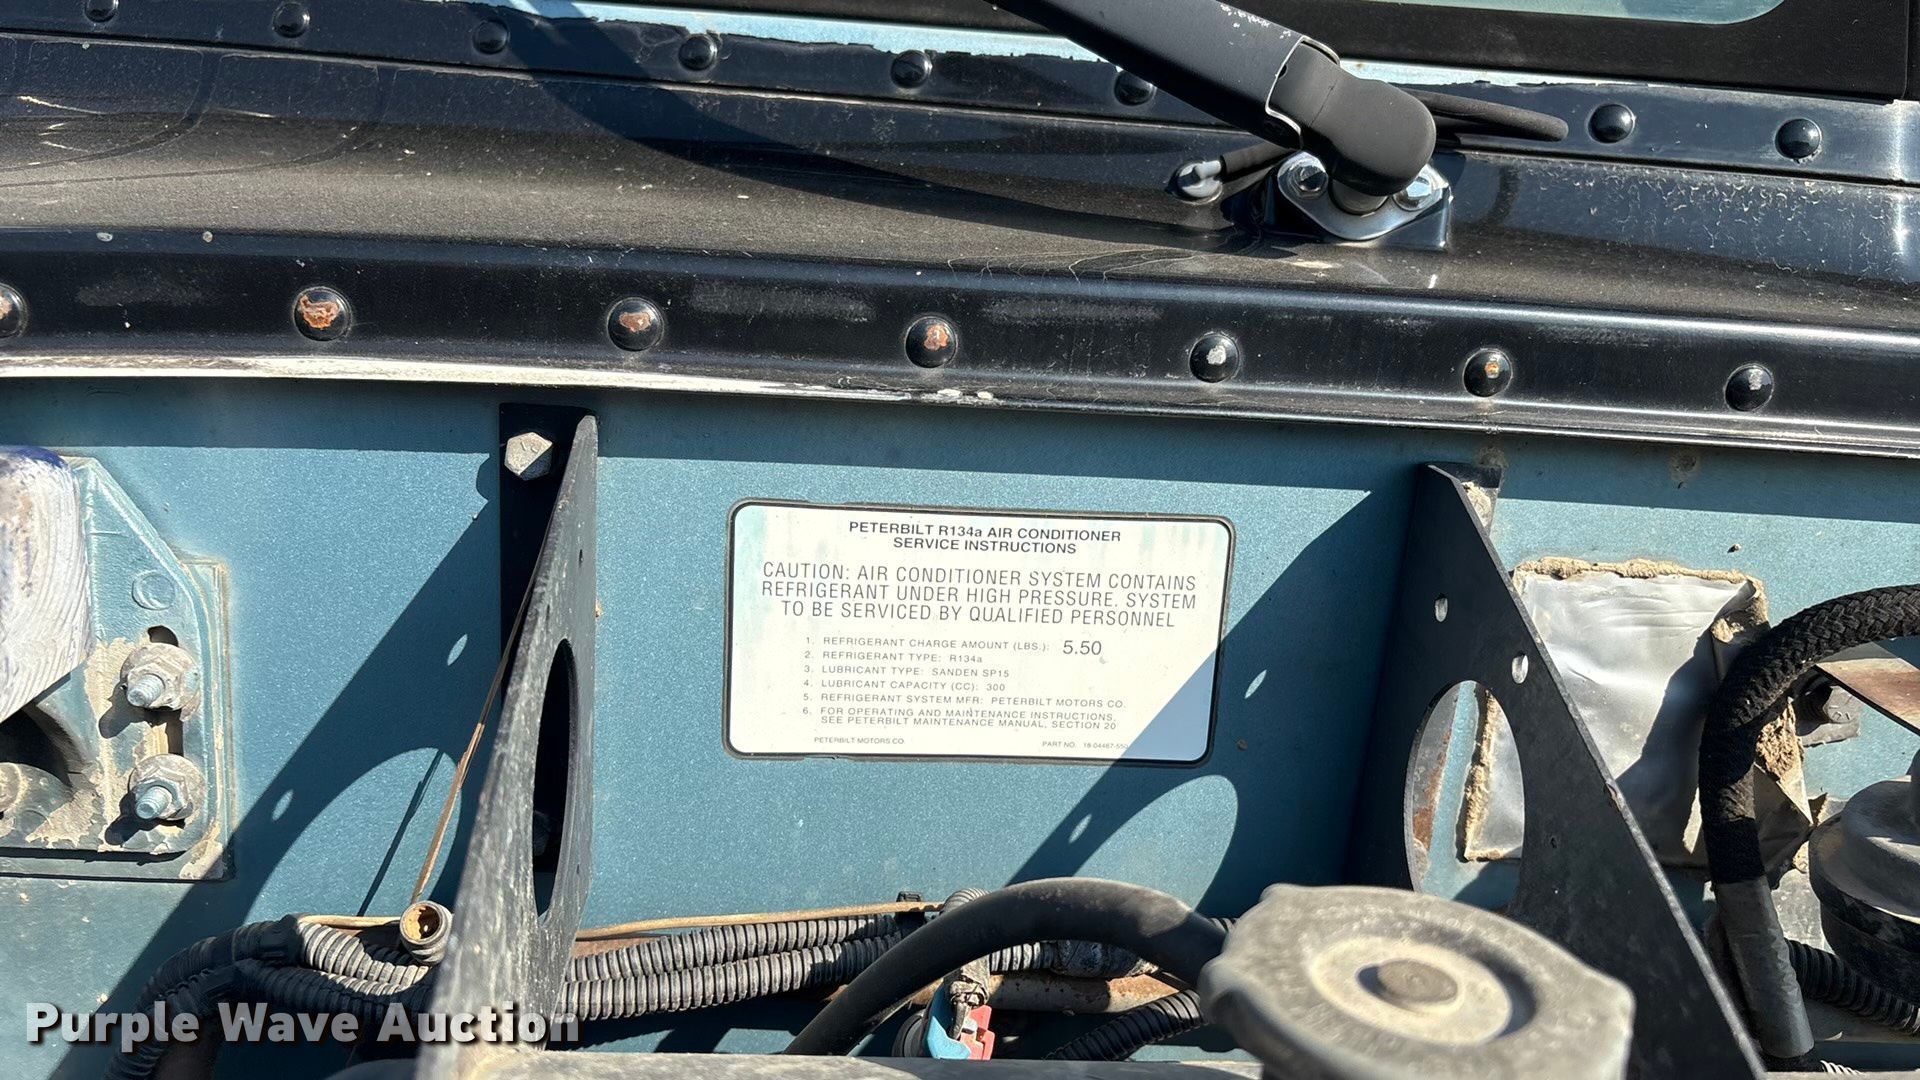 PETERBILT R134a AIR CONDITIONER
SERVICE INSTRUCTIONS
CAUTION: AIR CONDITIONER SYSTEM CONTAINS
REFRIGERANT UNDER HIGH PRESSURE. SYSTEM
TO BE SERVICED BY QUALIFIED PERSONNEL
1. REFRIGERANT CHARGE AMOUNT (LBS.): 5.50
2. REFRIGERANT TYPE: R134a
3. LUBRICANT TYPE: SANDEN SP15
4. LUBRICANT CAPACITY (CC): 300
5. REFRIGERANT SYSTEM MFR: PETERBILT MOTORS CO.
6. FOR OPERATING AND MAINTENANCE INSTRUCTIONS,
SEE PETERBILT MAINTENANCE MANUAL, SECTION 20
PETERBILT MOTORS CO. PART NO. 18-04467-550
Purple Wave Auction